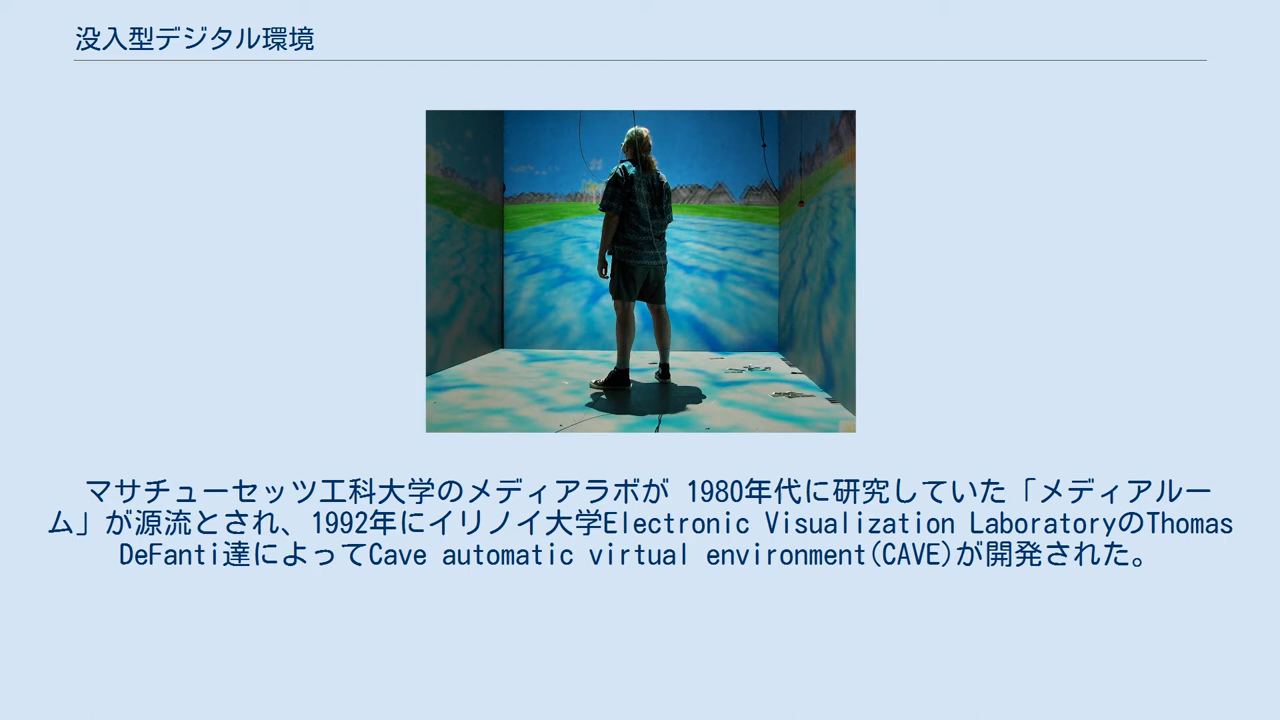 没入型デジタル環境
マサチューセッツ工科大学のメディアラボが 1980年代に研究していた「メディアルー
ム」が源流とされ、1992年にイリノイ大学Electronic Visualization LaboratoryのThomas
DeFanti達によってCave automatic virtual environment(CAVE)が開発された。